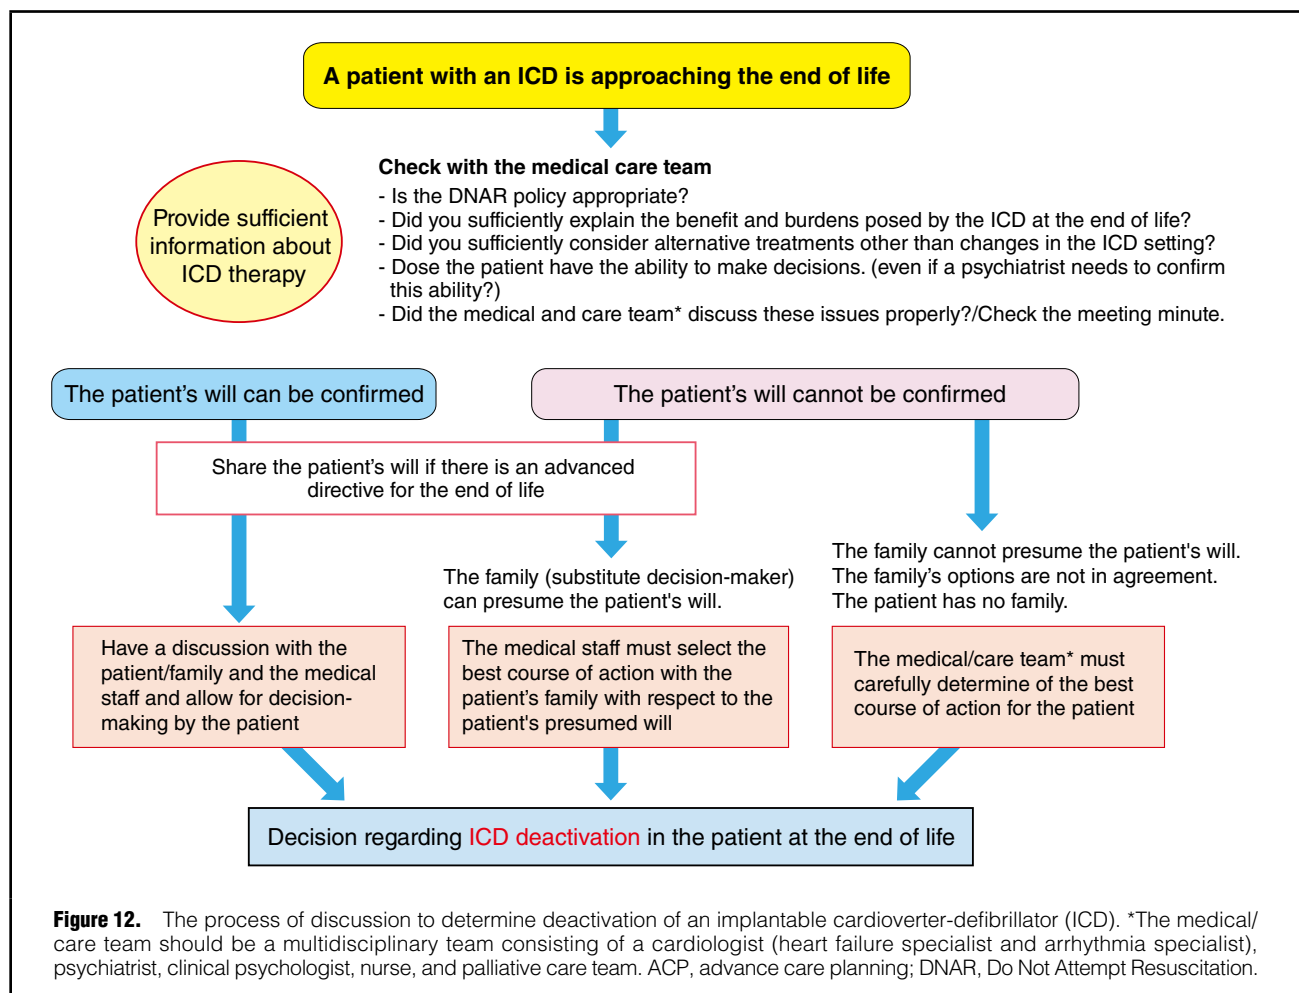 A patient with an ICD is approaching the end of life
Provide sufficient
information about
ICD therapy
Check with the medical care team
- Is the DNAR policy appropriate?
- Did you sufficiently explain the benefit and burdens posed by the ICD at the end of life?
- Did you sufficiently consider alternative treatments other than changes in the ICD setting?
- Dose the patient have the ability to make decisions. (even if a psychiatrist needs to confirm
this ability?)
- Did the medical and care team* discuss these issues properly?/Check the meeting minute.
The patient’s will can be confirmed
The patient’s will cannot be confirmed
Share the patient’s will if there is an advanced
directive for the end of life
The family (substitute decision-maker)
can presume the patient's will.
The family cannot presume the patient's will.
The family’s options are not in agreement.
The patient has no family.
Have a discussion with the
patient/family and the medical
staff and allow for decision-
making by the patient
The medical staff must select the
best course of action with the
patient’s family with respect to the
patient's presumed will
The medical/care team* must
carefully determine of the best
course of action for the patient
Decision regarding ICD deactivation in the patient at the end of life
Figure 12. The process of discussion to determine deactivation of an implantable cardioverter-defibrillator (ICD). *The medical/
care team should be a multidisciplinary team consisting of a cardiologist (heart failure specialist and arrhythmia specialist),
psychiatrist, clinical psychologist, nurse, and palliative care team. ACP, advance care planning; DNAR, Do Not Attempt Resuscitation.